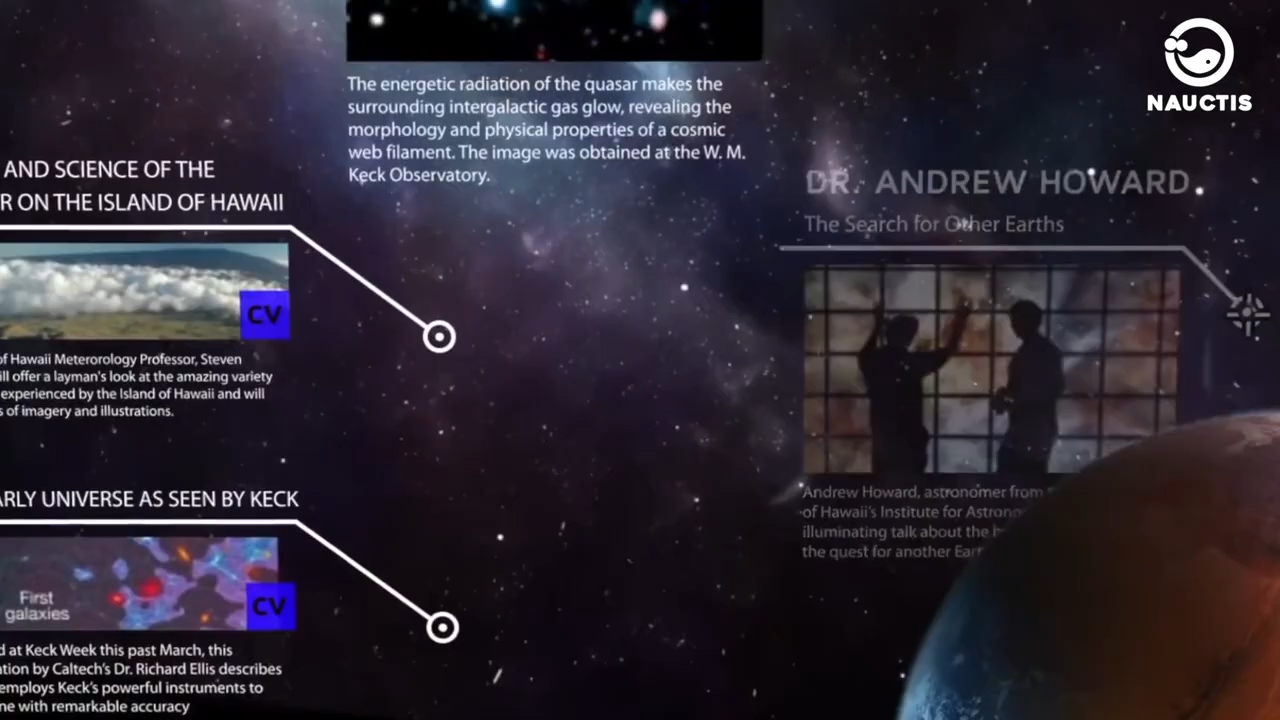 NAUCTIS
The energetic radiation of the quasar makes the
surrounding intergalactic gas glow, revealing the
morphology and physical properties of a cosmic
web filament. The image was obtained at the W. M.
Keck Observatory.
AND SCIENCE OF THE
R ON THE ISLAND OF HAWAII
CV
of Hawaii Meterorology Professor, Steven
ill offer a layman's look at the amazing variety
experienced by the Island of Hawaii and will
s of imagery and illustrations.
ARLY UNIVERSE AS SEEN BY KECK
First
galaxies
CV
d at Keck Week this past March, this
tion by Caltech's Dr. Richard Ellis describes
employs Keck's powerful instruments to
ne with remarkable accuracy
DR. ANDREW HOWARD
The Search for Other Earths
Andrew Howard, astronomer from
of Hawaii's Institute for Astrono
illuminating talk about the
the quest for another Ear